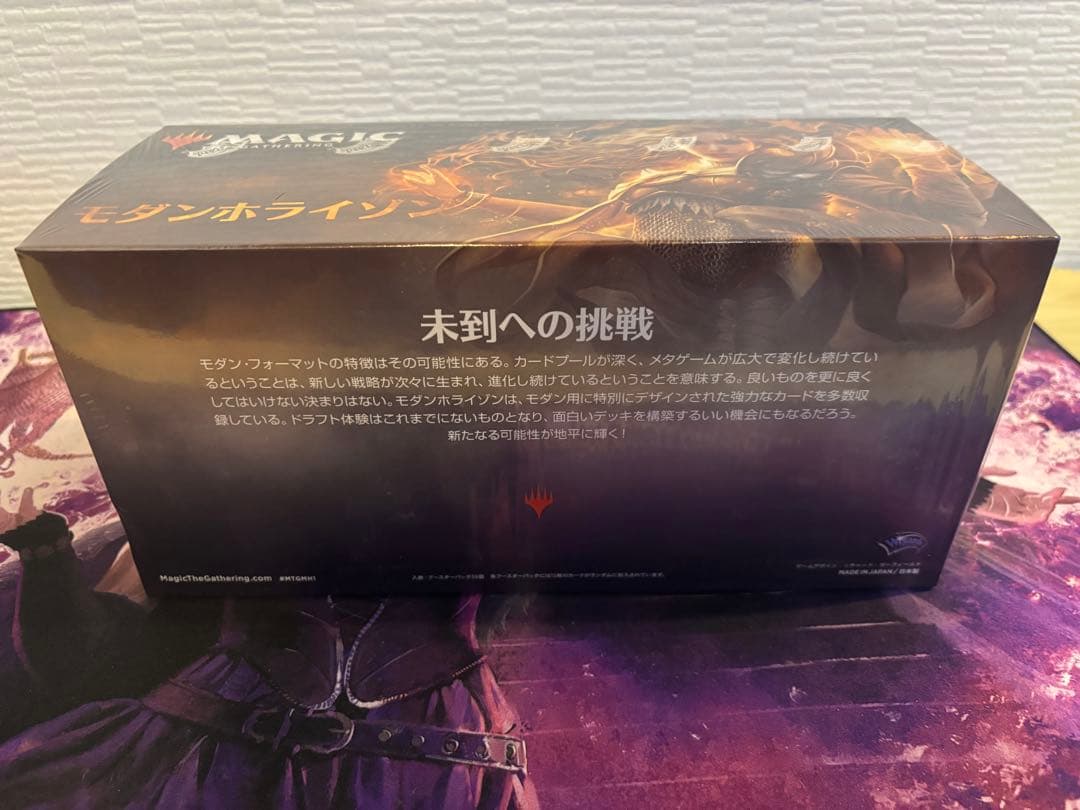 MAGIC
GATHERING
モダンホライゾン
未到への挑戦
モダン・フォーマットの特徴はその可能性にある。カードプールが深く、メタゲームが広大で変化し続けてい
るということは、新しい戦略が次々に生まれ、進化し続けているということを意味する。良いものを更に良く
してはいけない決まりはない。モダンホライゾンは、モダン用に特別にデザインされた強力なカードを多数収
録している。ドラフト体験はこれまでにないものとなり、面白いデッキを構築するいい機会にもなるだろう。
新たなる可能性が地平に輝く!
MagicTheGathering.com #MTGMH1
MADE IN JAPAN / 日本製